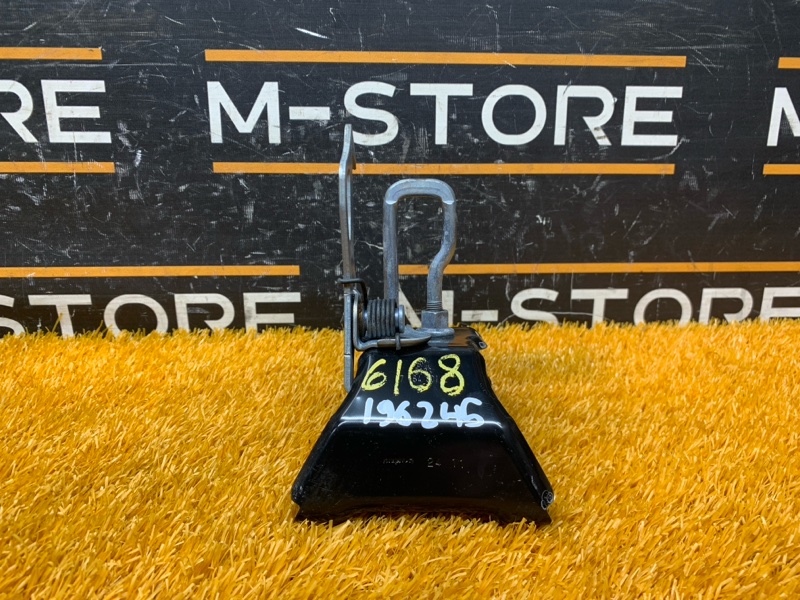 RE
M-STORE
M
-STORE
M-STORE
6168
196245